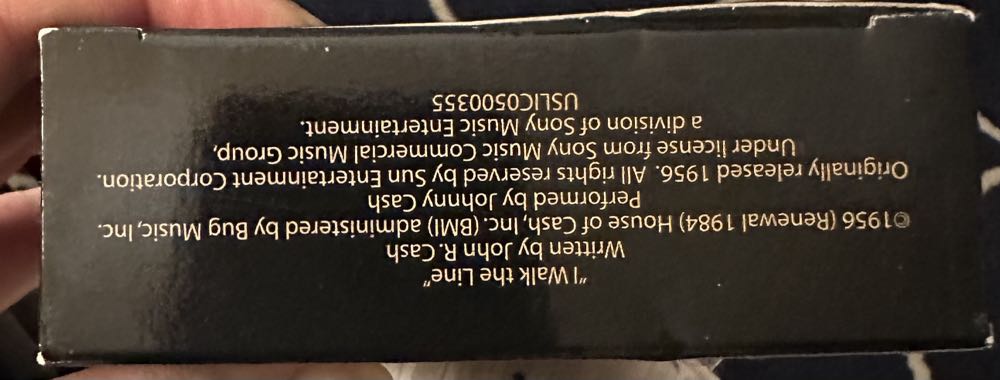 "I Walk the Line"
Written by John R. Cash
©1956 (Renewal 1984) House of Cash, Inc. (BMI) administered by Bug Music, Inc.
Performed by Johnny Cash
Originally released 1956. All rights reserved by Sun Entertainment Corporation.
Under license from Sony Music Commercial Music Group,
a division of Sony Music Entertainment.
USLIC0500355